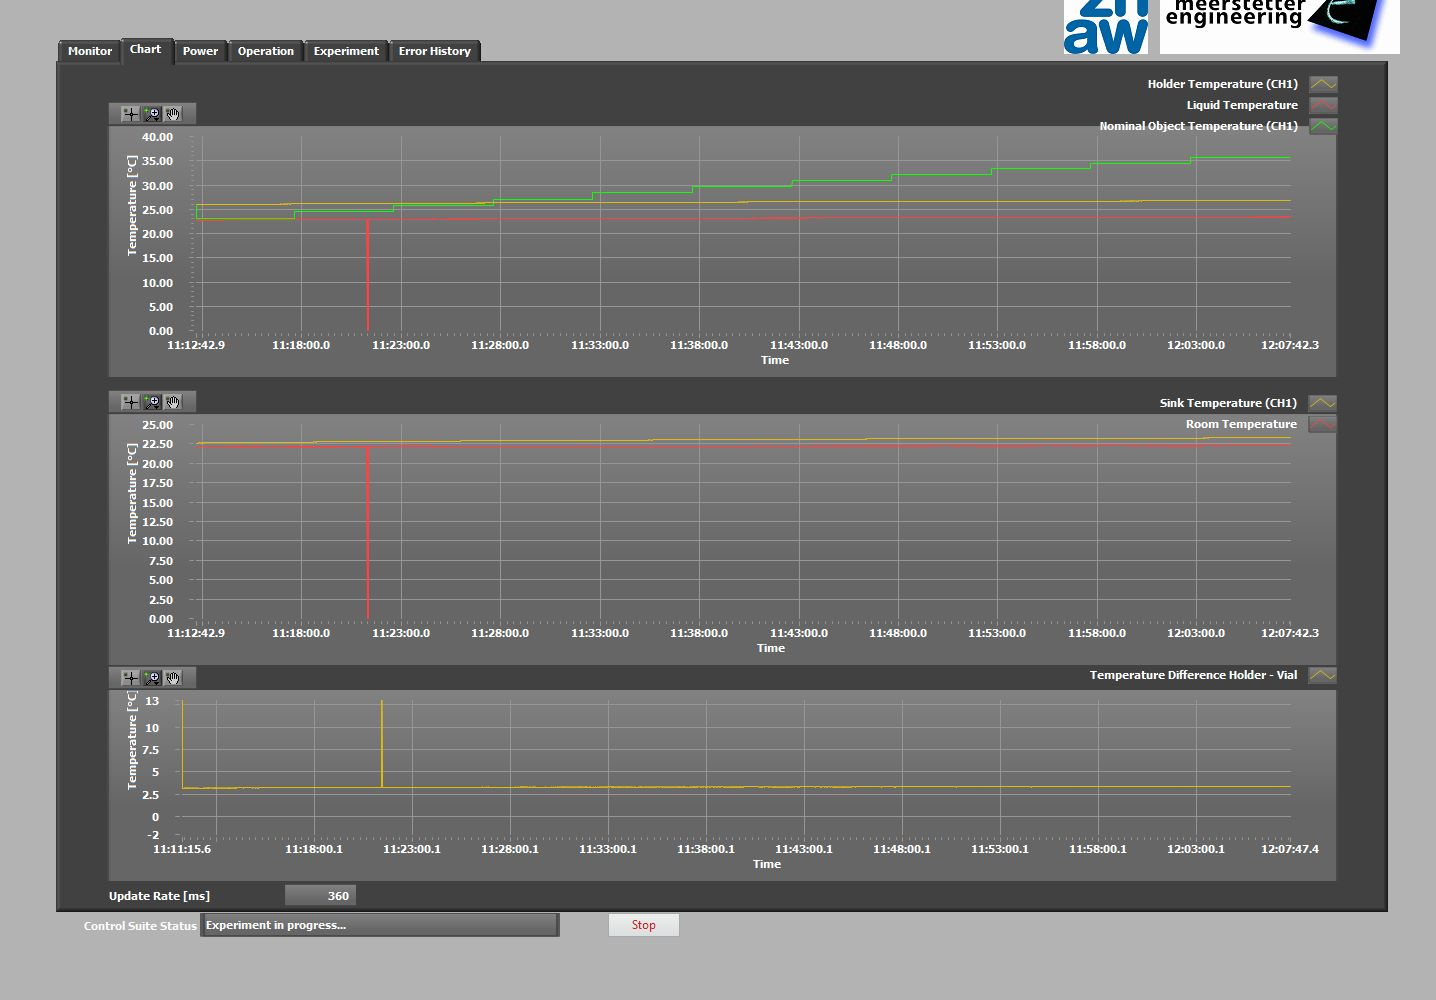 zh
aw
meerstetter
engineering
Monitor
Chart
Power
Operation
Experiment
Error History
Holder Temperature (CH1)
Liquid Temperature
Nominal Object Temperature (CH1)
Temperature [°C]
40.00
35.00
30.00
25.00
20.00
15.00
10.00
5.00
0.00
11:12:42.9 11:18:00.0 11:23:00.0 11:28:00.0 11:33:00.0 11:38:00.0 11:43:00.0 11:48:00.0 11:53:00.0 11:58:00.0 12:03:00.0 12:07:42.3
Time
Sink Temperature (CH1)
Room Temperature
Temperature [°C]
25.00
22.50
20.00
17.50
15.00
12.50
10.00
7.50
5.00
2.50
0.00
11:12:42.9 11:18:00.0 11:23:00.0 11:28:00.0 11:33:00.0 11:38:00.0 11:43:00.0 11:48:00.0 11:53:00.0 11:58:00.0 12:03:00.0 12:07:42.3
Time
Temperature Difference Holder - Vial
Temperature [°C]
13
10
7.5
5
2.5
0
-2
11:11:15.6 11:18:00.1 11:23:00.1 11:28:00.1 11:33:00.1 11:38:00.1 11:43:00.1 11:48:00.1 11:53:00.1 11:58:00.1 12:03:00.1 12:07:47.4
Time
Update Rate [ms] 360
Control Suite Status Experiment in progress... Stop